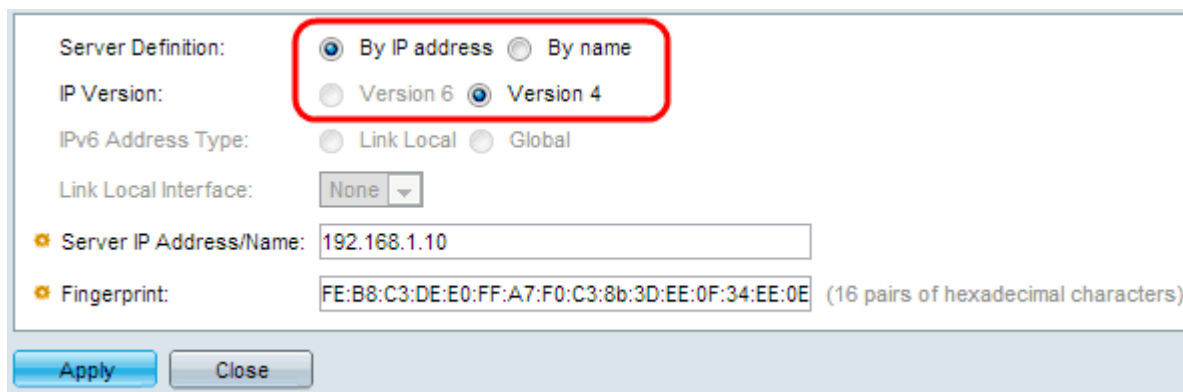 Server Definition: By IP address By name
IP Version: Version 6 Version 4
IPv6 Address Type: Link Local Global
Link Local Interface: None
Server IP Address/Name: 192.168.1.10
Fingerprint: FE:B8:C3:DE:E0:FF:A7:F0:C3:8b:3D:EE:0F:34:EE:0E (16 pairs of hexadecimal characters)
Apply Close